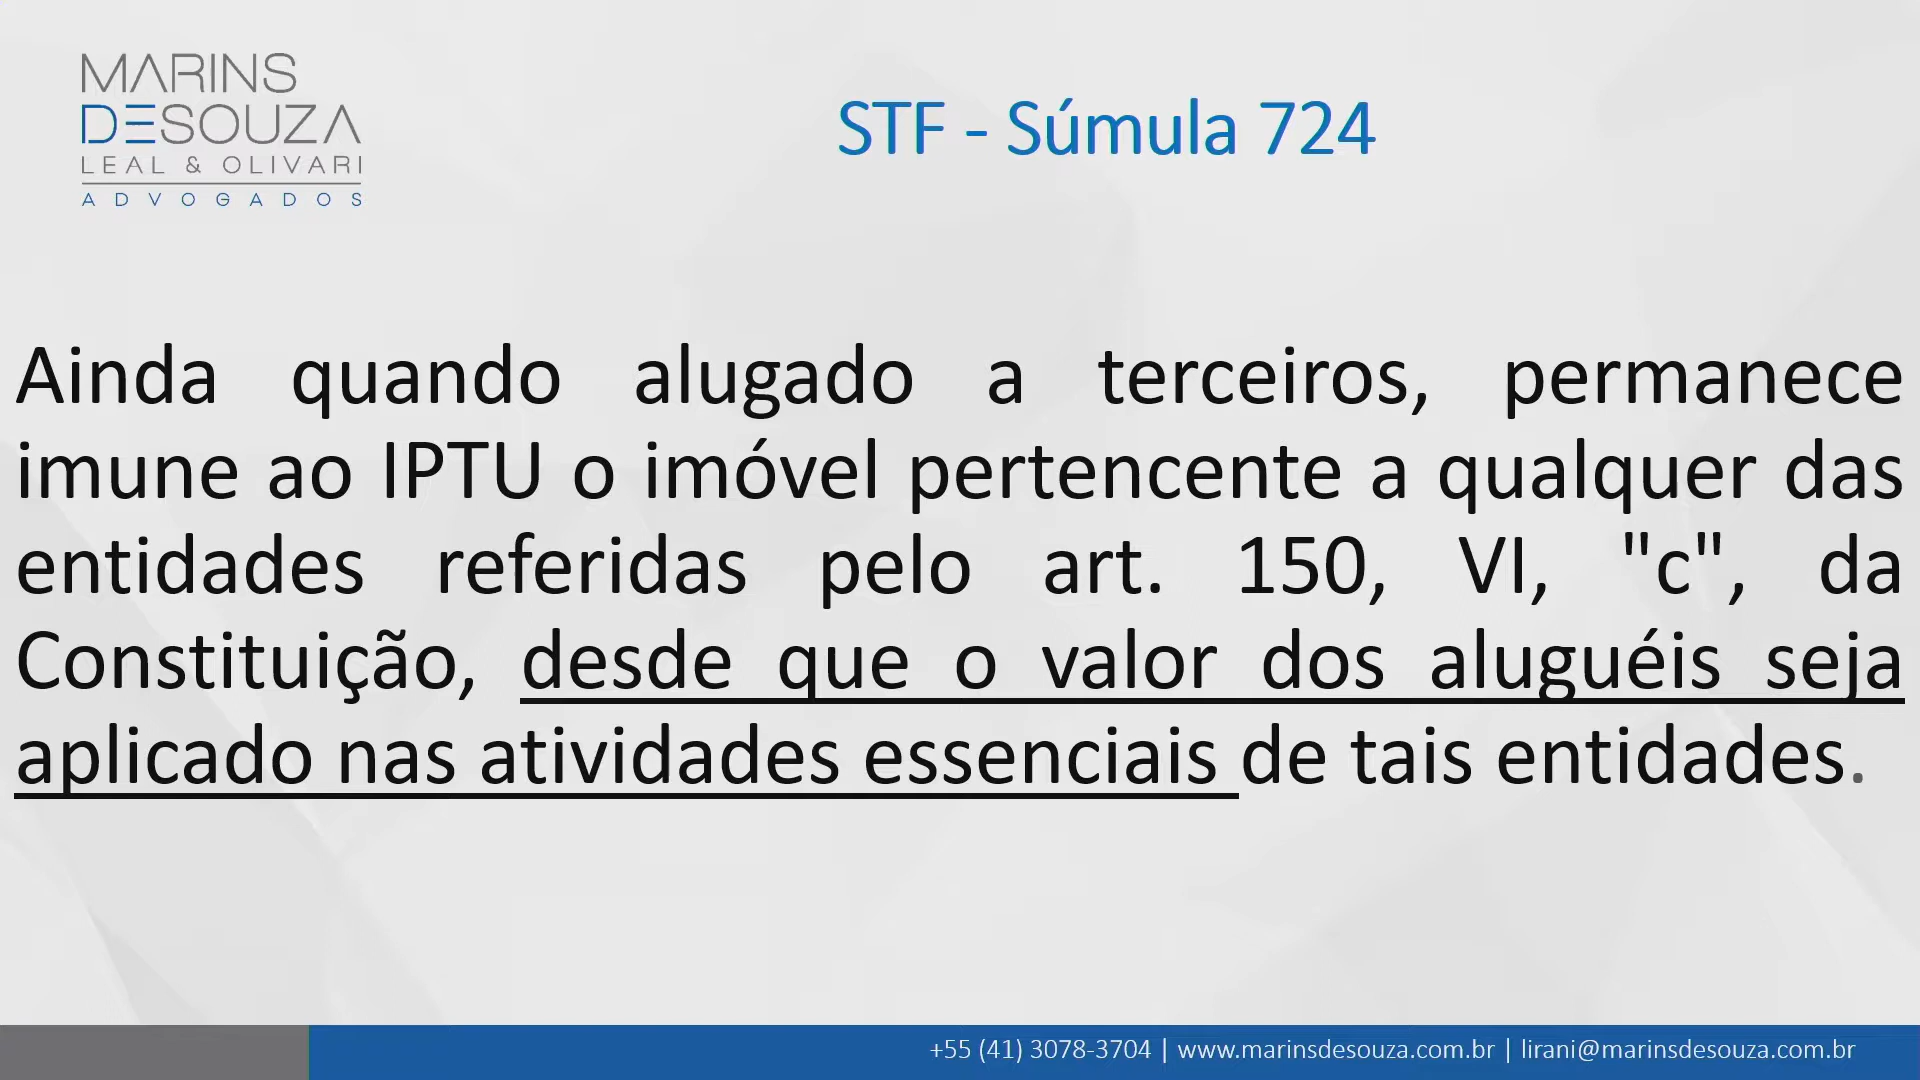 MARINS
DESOUZA
LEAL & OLIVARI
ADVOGADOS
STF - Súmula 724
Ainda quando alugado a terceiros, permanece
imune ao IPTU o imóvel pertencente a qualquer das
entidades referidas pelo art. 150, VI, "c", da
Constituição, desde que o valor dos aluguéis seja
aplicado nas atividades essenciais de tais entidades.
+55 (41) 3078-3704 | www.marinsdesouza.com.br | lirani@marinsdesouza.com.br